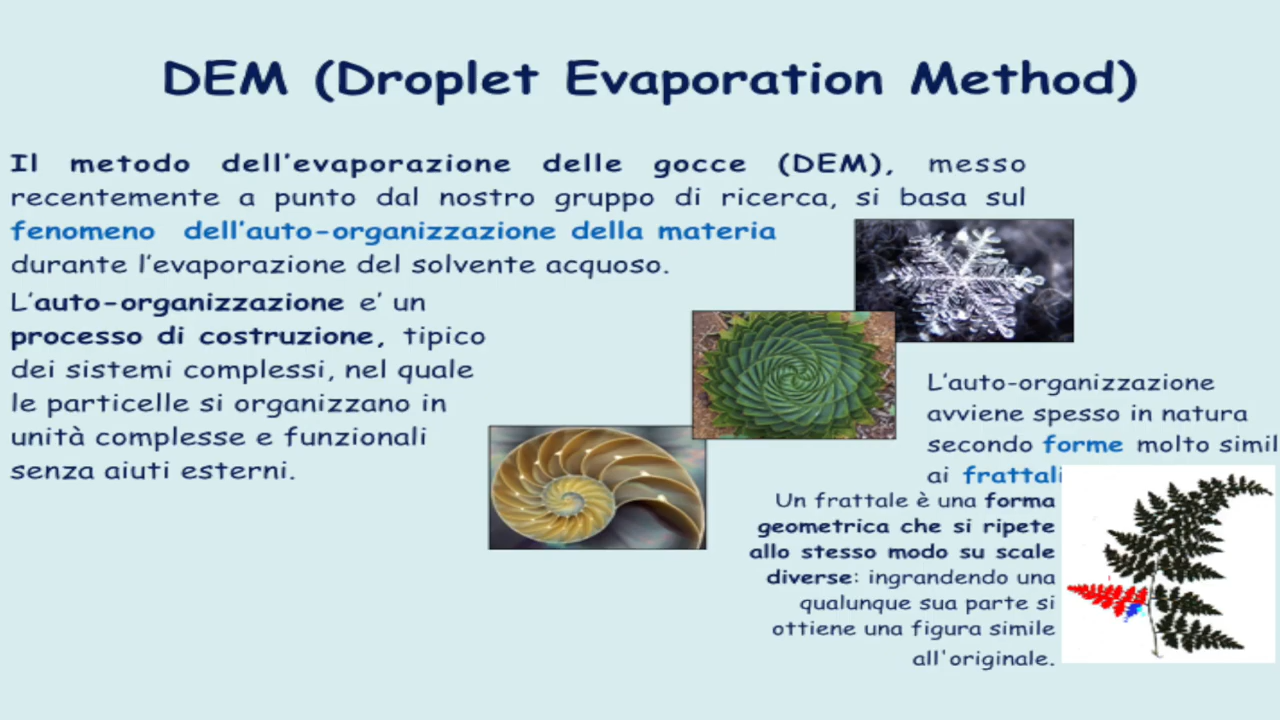 DEM (Droplet Evaporation Method)
Il metodo dell'evaporazione delle gocce (DEM), messo
recentemente a punto dal nostro gruppo di ricerca, si basa sul
fenomeno dell'auto-organizzazione della materia
durante l'evaporazione del solvente acquoso.
L'auto-organizzazione e' un
processo di costruzione, tipico
dei sistemi complessi, nel quale
le particelle si organizzano in
unità complesse e funzionali
senza aiuti esterni.
L'auto-organizzazione
avviene spesso in natura
secondo forme molto simil
ai frattali
Un frattale è una forma
geometrica che si ripete
allo stesso modo su scale
diverse: ingrandendo una
qualunque sua parte si
ottiene una figura simile
all'originale.